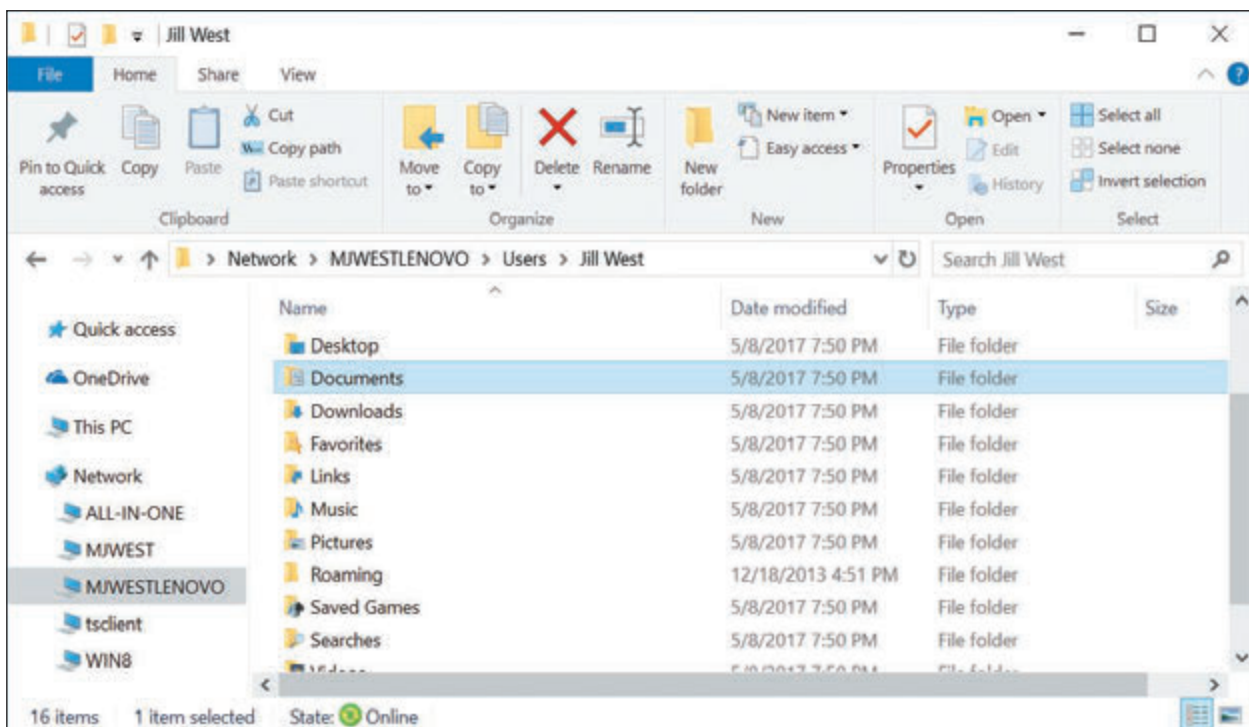 Jill West
File Home Share View
Pin to Quick access Copy Paste Cut Copy path Paste shortcut Move to Copy to Delete Rename New folder New item Easy access Properties Open Edit History Select all Select none Invert selection
Clipboard Organize New Open Select
Network > MJWESTLENOVO > Users > Jill West Search Jill West
Name Date modified Type Size
Quick access
OneDrive
This PC
Network
ALL-IN-ONE
MJWEST
MJWESTLENOVO
tsclient
WIN8
Desktop 5/8/2017 7:50 PM File folder
Documents 5/8/2017 7:50 PM File folder
Downloads 5/8/2017 7:50 PM File folder
Favorites 5/8/2017 7:50 PM File folder
Links 5/8/2017 7:50 PM File folder
Music 5/8/2017 7:50 PM File folder
Pictures 5/8/2017 7:50 PM File folder
Roaming 12/18/2013 4:51 PM File folder
Saved Games 5/8/2017 7:50 PM File folder
Searches 5/8/2017 7:50 PM File folder
16 items 1 item selected State: Online